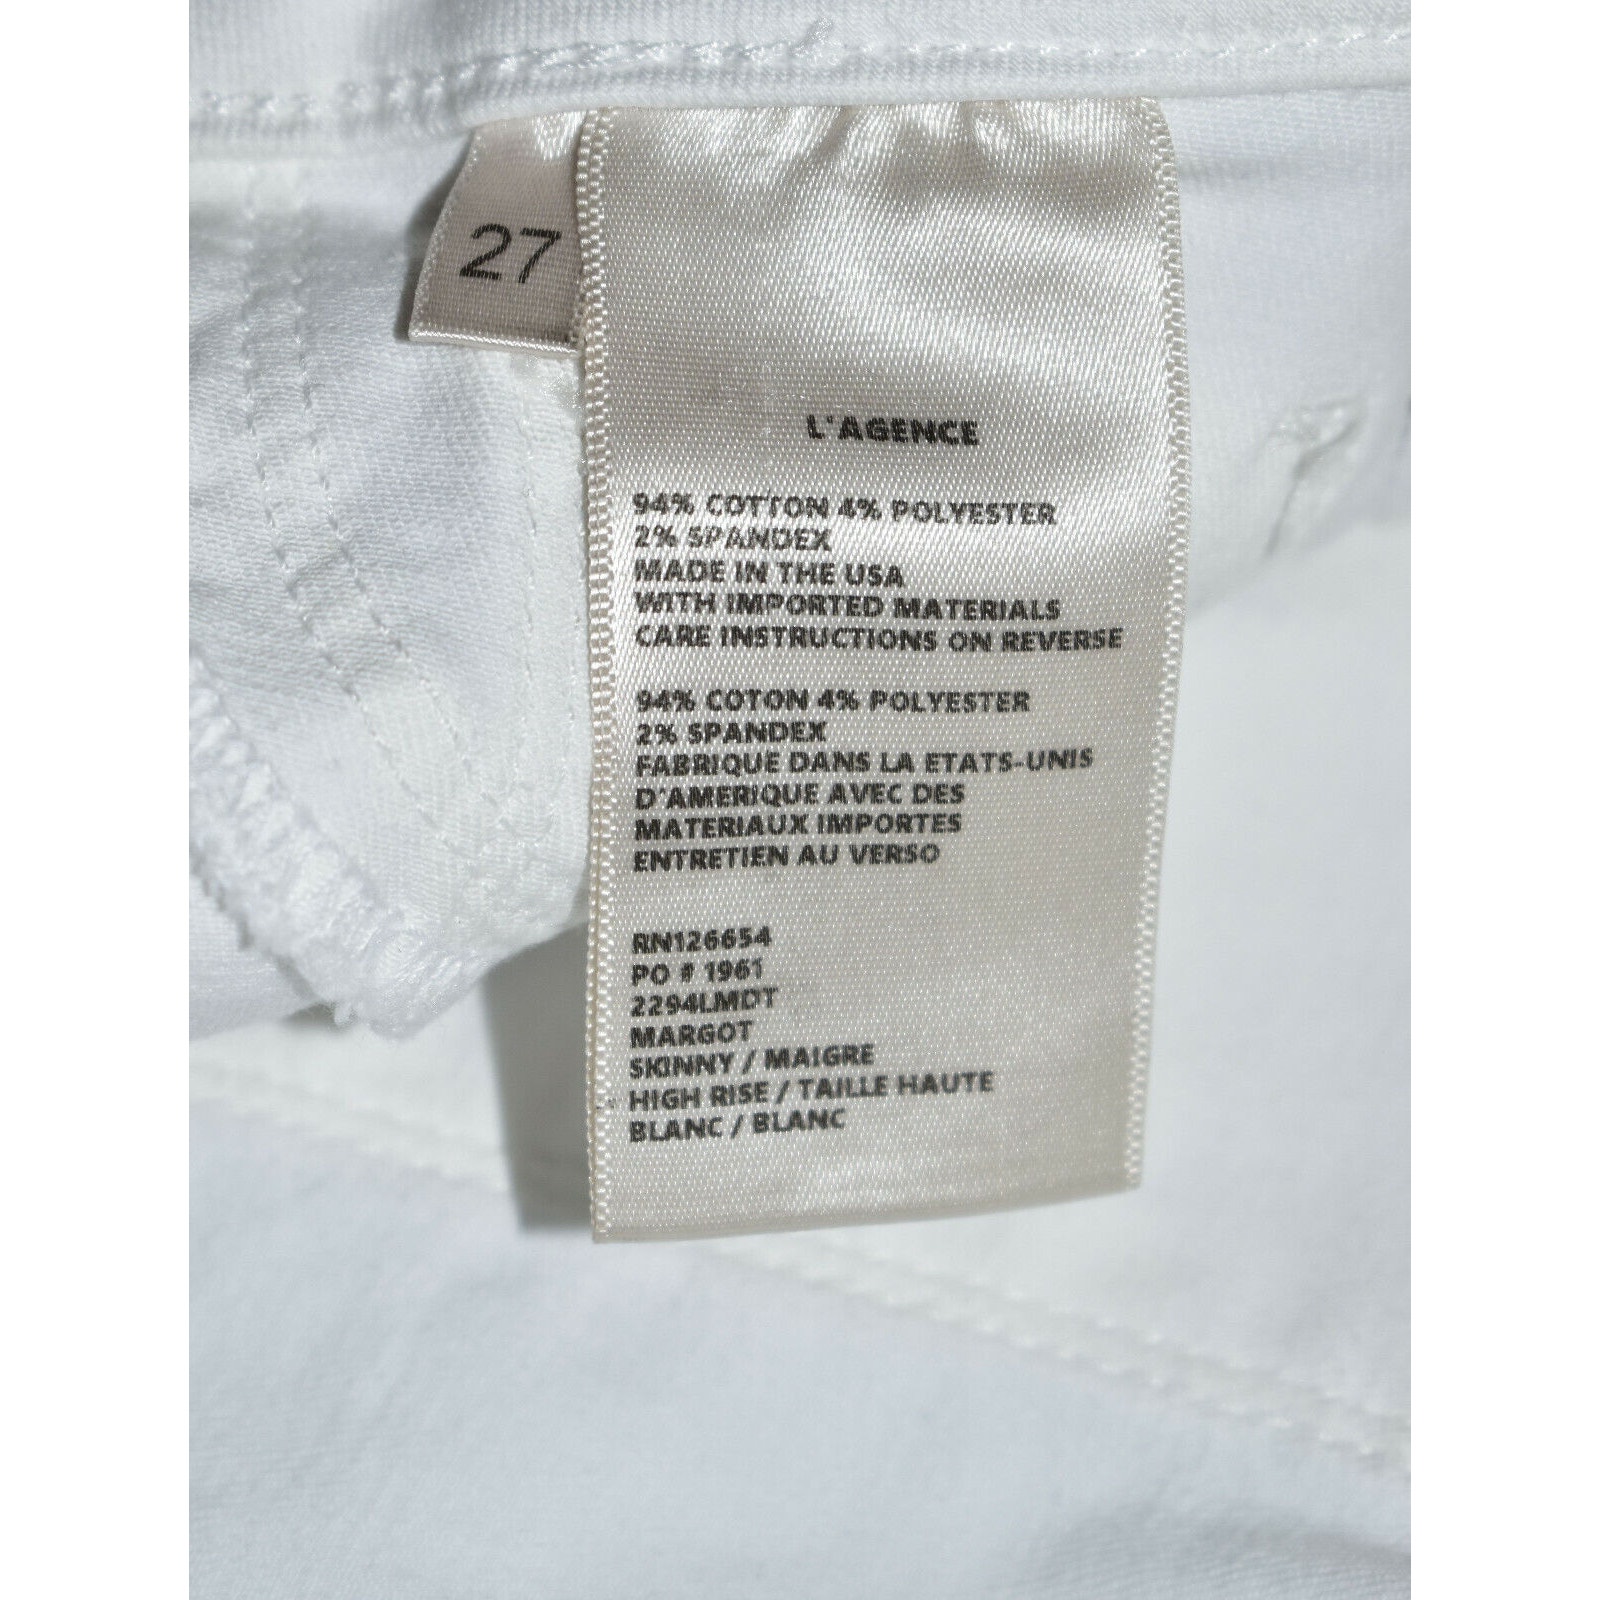 27
L'AGENCE
94% COTTON 4% POLYESTER
2% SPANDEX
MADE IN THE USA
WITH IMPORTED MATERIALS
CARE INSTRUCTIONS ON REVERSE
94% COTON 4% POLYESTER
2% SPANDEX
FABRIQUE DANS LA ETATS-UNIS
D'AMERIQUE AVEC DES
MATERIAUX IMPORTES
ENTRETIEN AU VERSO
RN126654
PO # 1961
2294LMDT
MARGOT
SKINNY / MAIGRE
HIGH RISE / TAILLE HAUTE
BLANC / BLANC